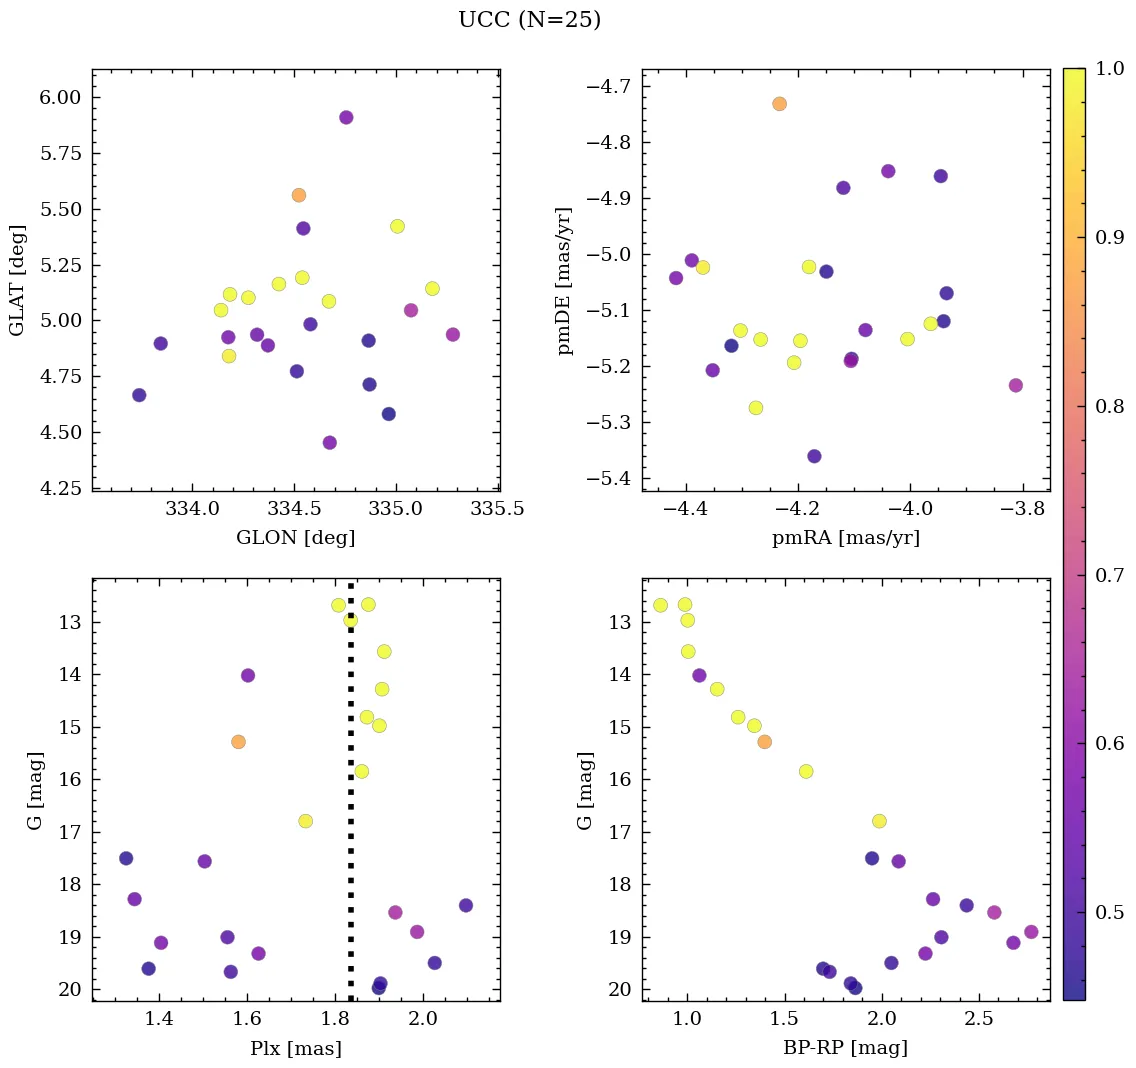 UCC (N=25)
6.00
5.75
5.50
5.25
5.00
4.75
4.50
4.25
GLAT [deg]
334.0 334.5 335.0 335.5
GLON [deg]
−4.7
−4.8
−4.9
−5.0
−5.1
−5.2
−5.3
−5.4
pmDE [mas/yr]
−4.4 −4.2 −4.0 −3.8
pmRA [mas/yr]
13
14
15
16
17
18
19
20
G [mag]
1.4 1.6 1.8 2.0
Plx [mas]
13
14
15
16
17
18
19
20
G [mag]
1.0 1.5 2.0 2.5
BP-RP [mag]
1.0
0.9
0.8
0.7
0.6
0.5